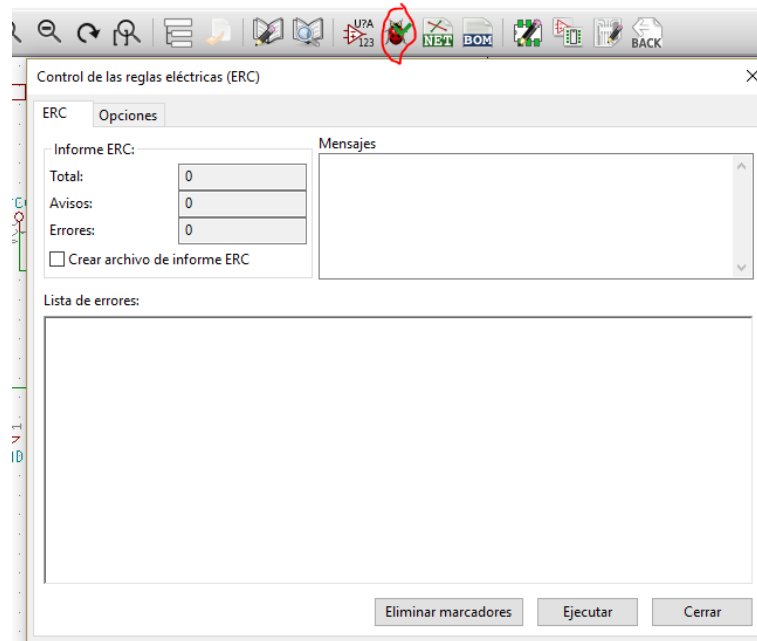 U?A
123
NET
BOM
BACK
Control de las reglas eléctricas (ERC)
ERC
Opciones
Informe ERC:
Mensajes
Total:
0
Avisos:
0
Errores:
0
Crear archivo de informe ERC
Lista de errores:
Eliminar marcadores
Ejecutar
Cerrar